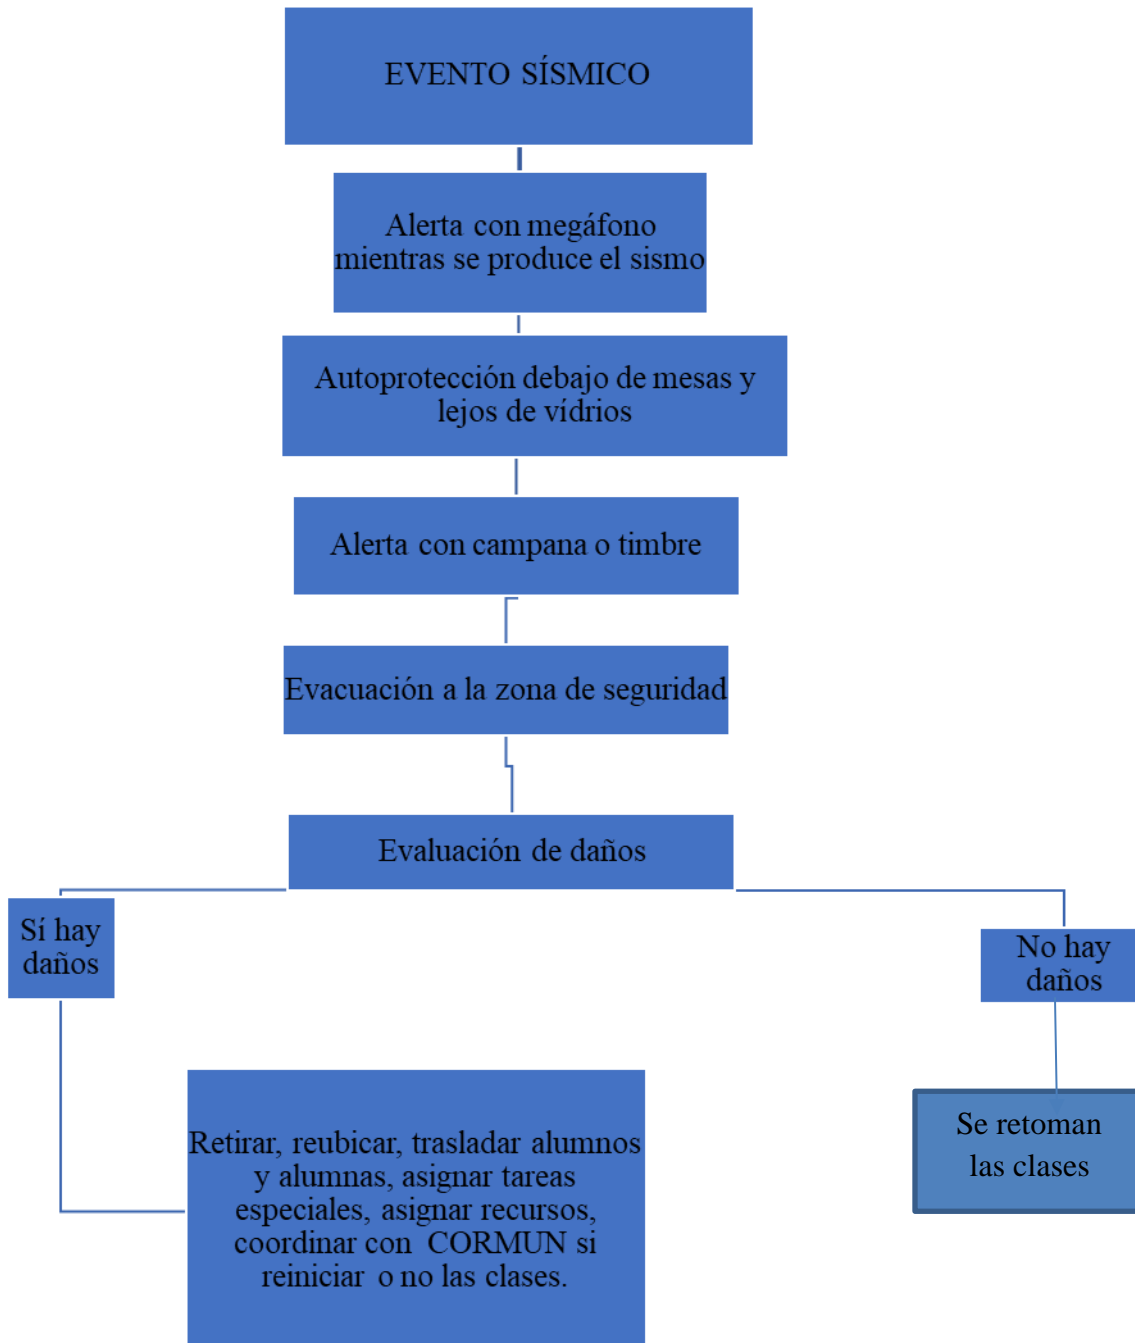 EVENTO SÍSMICO
Alerta con megáfono
mientras se produce el sismo
Autoprotección debajo de mesas y
lejos de vídrios
Alerta con campana o timbre
Evacuación a la zona de seguridad
Evaluación de daños
Sí hay
daños
No hay
daños
Retirar, reubicar, trasladar alumnos
y alumnas, asignar tareas
especiales, asignar recursos,
coordinar con CORMUN si
reiniciar o no las clases.
Se retoman
las clases